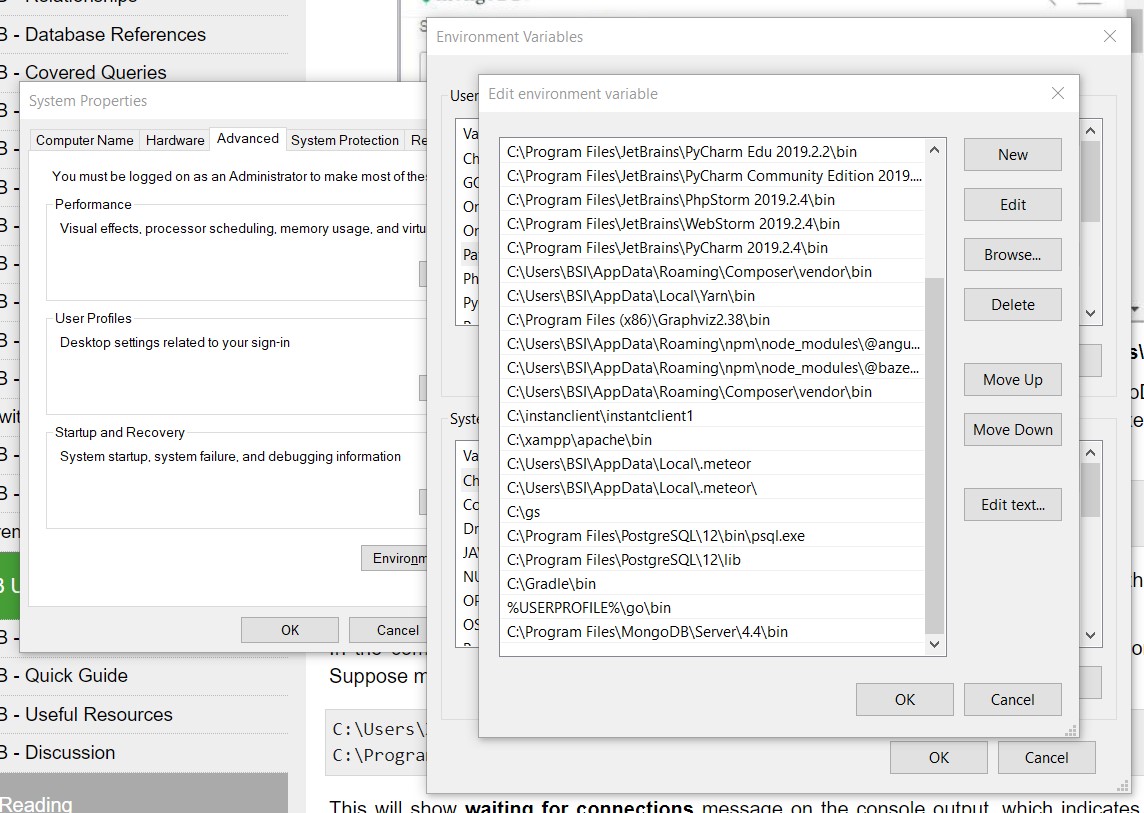 B - Relationships
B - Database References
B - Covered Queries
B - Quick Guide
B - Useful Resources
B - Discussion
Reading
System Properties
Computer Name
Hardware
Advanced
System Protection
Re
You must be logged on as an Administrator to make most of these
Performance
Visual effects, processor scheduling, memory usage, and virtu
User Profiles
Desktop settings related to your sign-in
Startup and Recovery
System startup, system failure, and debugging information
Environm
OK
Cancel
Environment Variables
User
Va
Ch
GO
Or
Or
Pa
Ph
Py
Syste
Va
Ch
Co
Dr
JA
NU
OF
OS
Edit environment variable
C:\Program Files\JetBrains\PyCharm Edu 2019.2.2\bin
C:\Program Files\JetBrains\PyCharm Community Edition 2019....
C:\Program Files\JetBrains\PhpStorm 2019.2.4\bin
C:\Program Files\JetBrains\WebStorm 2019.2.4\bin
C:\Program Files\JetBrains\PyCharm 2019.2.4\bin
C:\Users\BSI\AppData\Roaming\Composer\vendor\bin
C:\Users\BSI\AppData\Local\Yarn\bin
C:\Program Files (x86)\Graphviz2.38\bin
C:\Users\BSI\AppData\Roaming\npm\node_modules\@angu...
C:\Users\BSI\AppData\Roaming\npm\node_modules\@baze...
C:\Users\BSI\AppData\Roaming\Composer\vendor\bin
C:\instanclient\instantclient1
C:\xampp\apache\bin
C:\Users\BSI\AppData\Local\.meteor
C:\Users\BSI\AppData\Local\.meteor\
C:\gs
C:\Program Files\PostgreSQL\12\bin\psql.exe
C:\Program Files\PostgreSQL\12\lib
C:\Gradle\bin
%USERPROFILE%\go\bin
C:\Program Files\MongoDB\Server\4.4\bin
New
Edit
Browse...
Delete
Move Up
Move Down
Edit text...
OK
Cancel
OK
Cancel
In the com
Suppose m
C:\Users\
C:\Progra
This will show waiting for connections message on the console output, which indicates